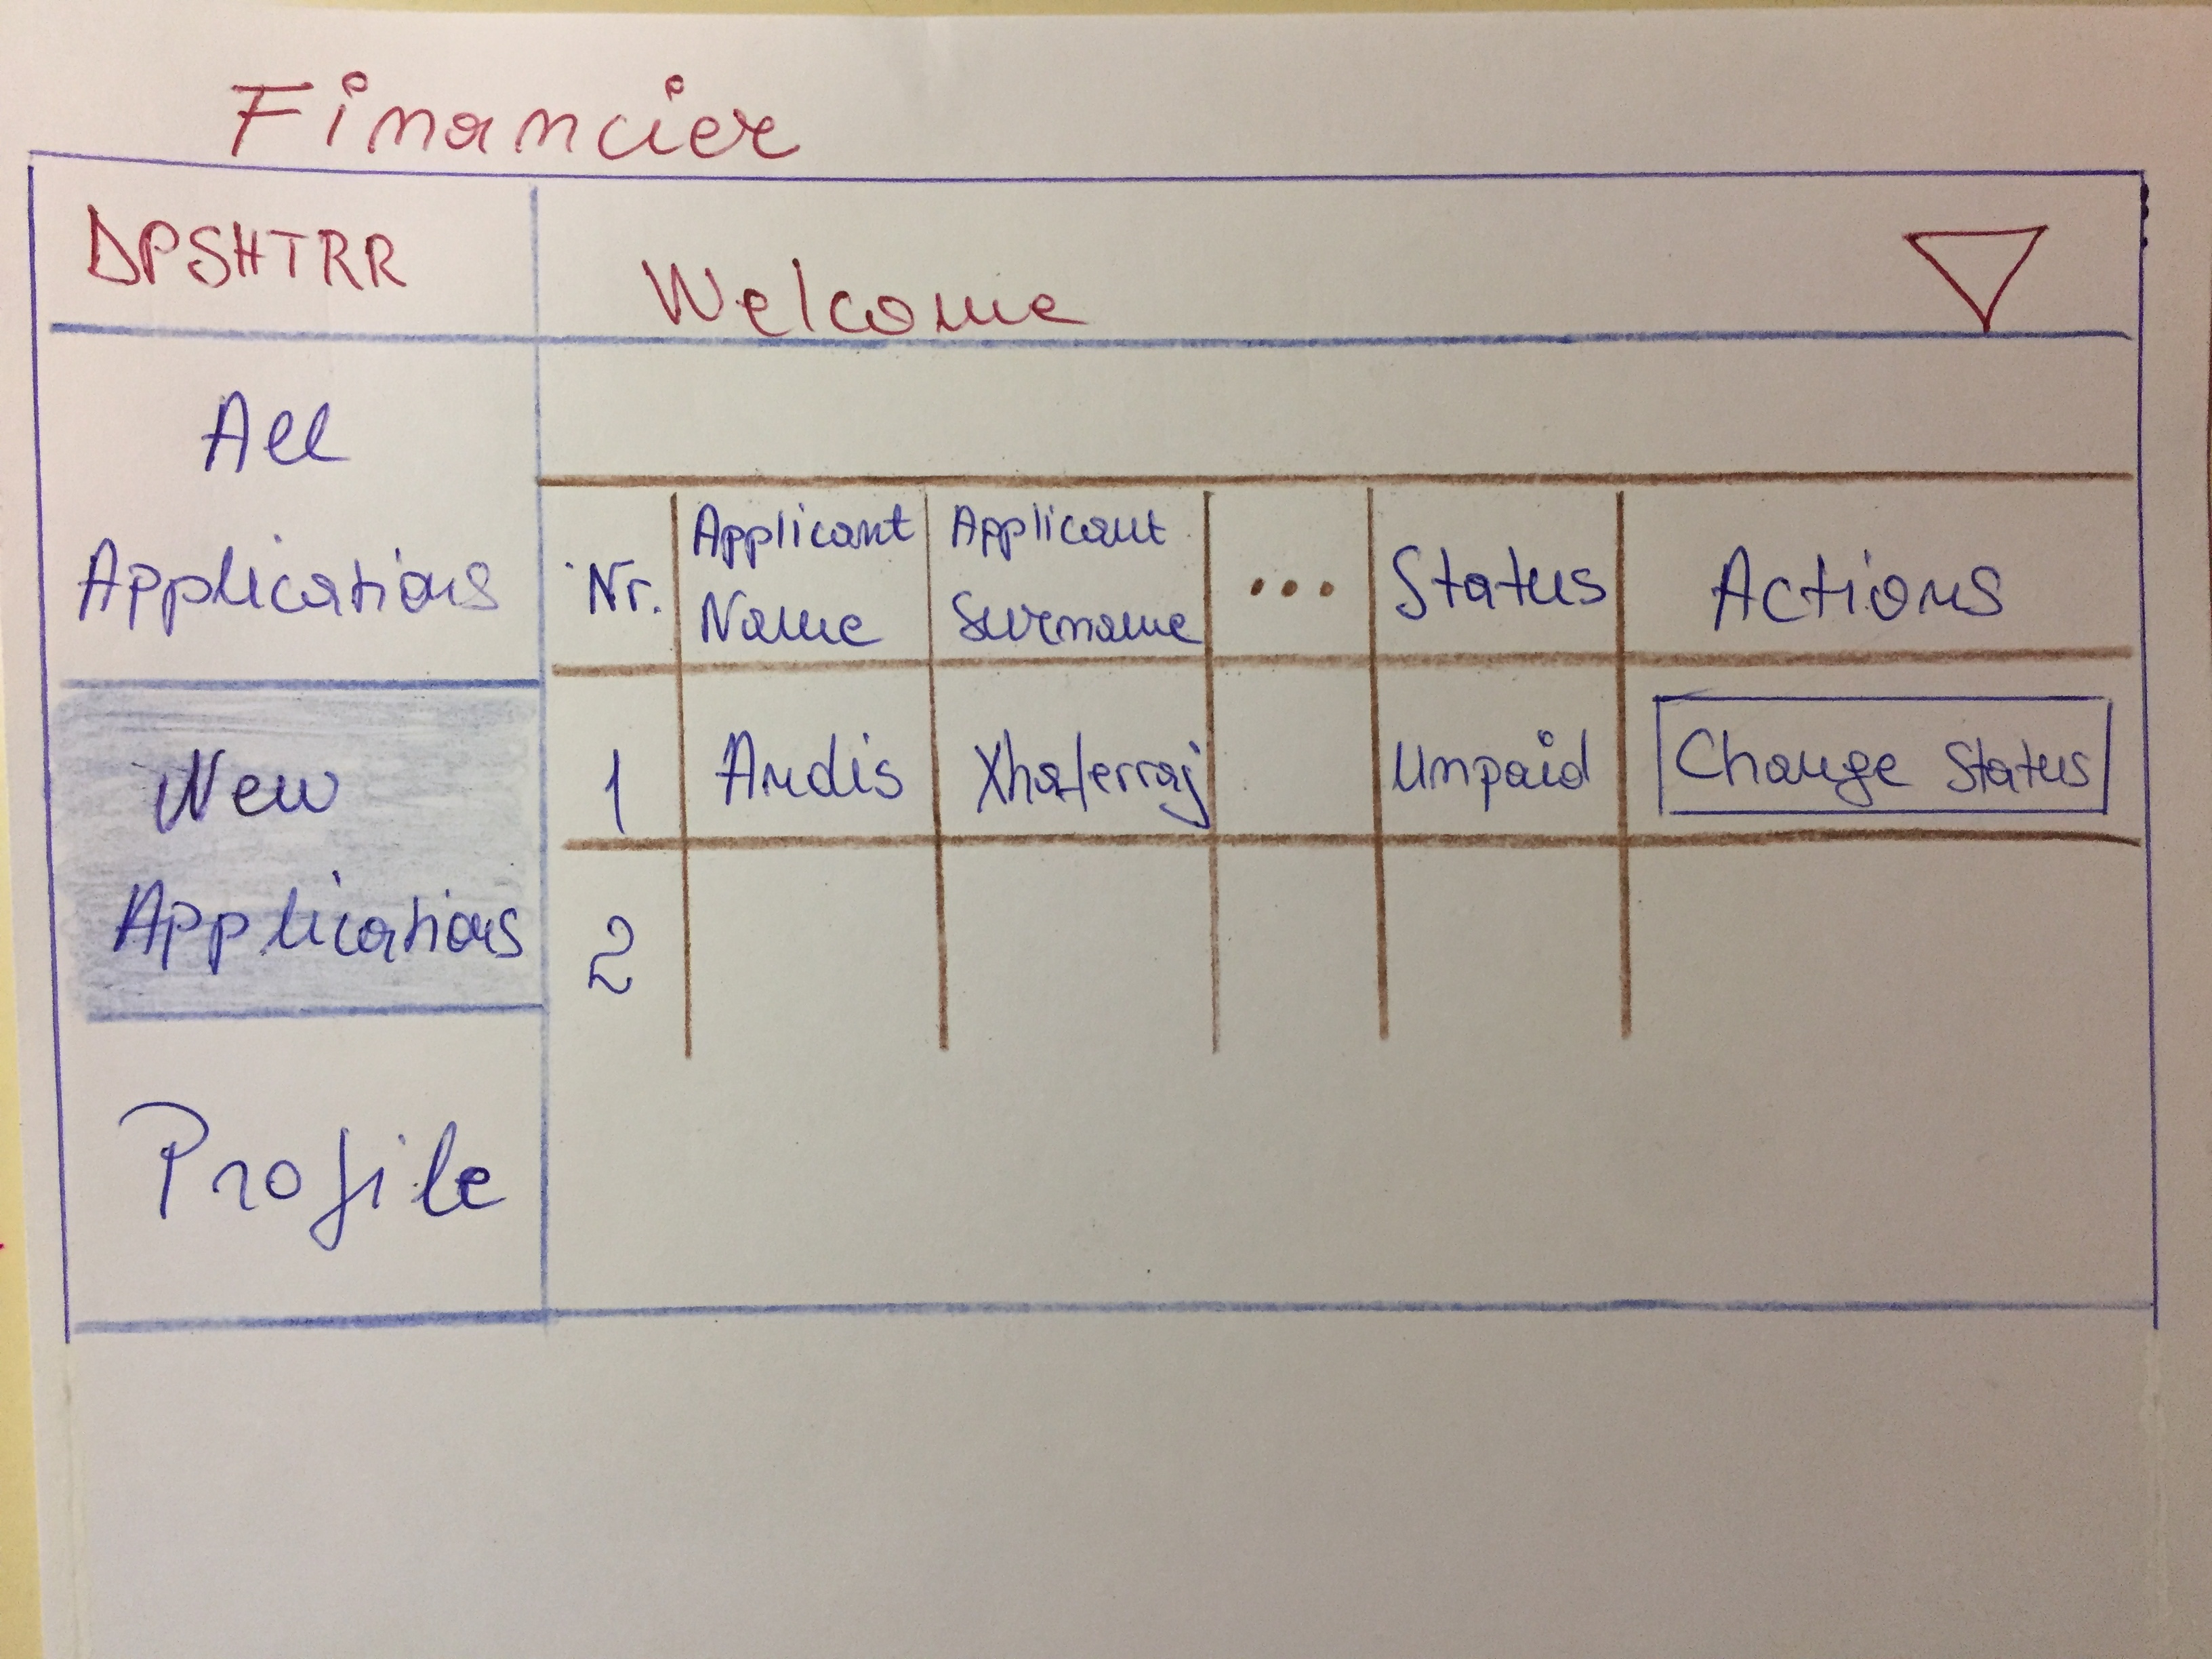 Financier
DPSHTRR
Welcome
All
Applications
New
Applications
Profile
Nr.
Applicant
Name
Applicant
Surname
...
Status
Actions
1
Andis
Xhaferraj
Unpaid
Change Status
2